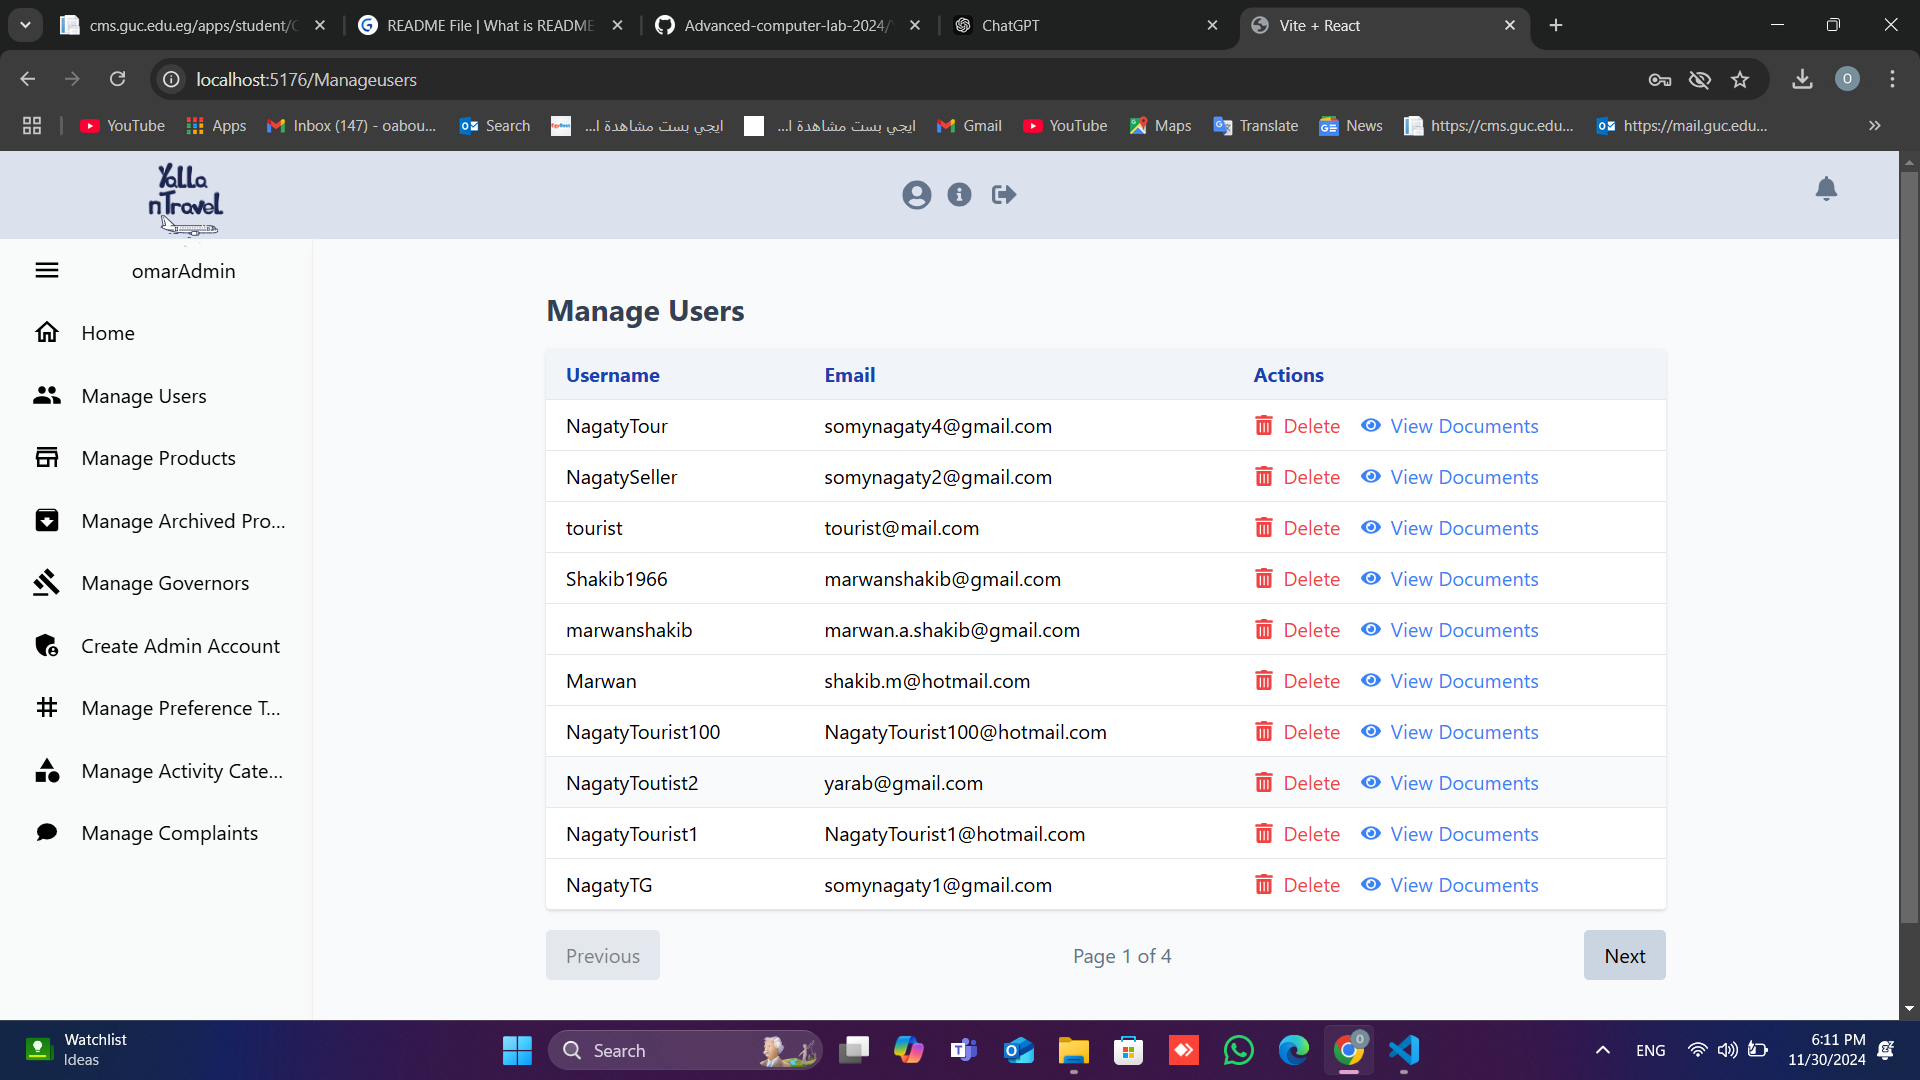 cms.guc.edu.eg/apps/student/C
README File | What is README
Advanced-computer-lab-2024/
ChatGPT
Vite + React
localhost:5176/Manageusers
O
YouTube
Apps
Inbox (147) - oabou...
Search
ايجي بست مشاهدة ا...
ايجي بست مشاهدة ا...
Gmail
YouTube
Maps
Translate
News
https://cms.guc.edu...
https://mail.guc.edu...
Yalla
nTravel
omarAdmin
Home
Manage Users
Manage Products
Manage Archived Pro...
Manage Governors
Create Admin Account
Manage Preference T...
Manage Activity Cate...
Manage Complaints
Manage Users
Username Email Actions
NagatyTour somynagaty4@gmail.com Delete View Documents
NagatySeller somynagaty2@gmail.com Delete View Documents
tourist tourist@mail.com Delete View Documents
Shakib1966 marwanshakib@gmail.com Delete View Documents
marwanshakib marwan.a.shakib@gmail.com Delete View Documents
Marwan shakib.m@hotmail.com Delete View Documents
NagatyTourist100 NagatyTourist100@hotmail.com Delete View Documents
NagatyToutist2 yarab@gmail.com Delete View Documents
NagatyTourist1 NagatyTourist1@hotmail.com Delete View Documents
NagatyTG somynagaty1@gmail.com Delete View Documents
Previous Page 1 of 4 Next
Watchlist
Ideas
Search
ENG
6:11 PM
11/30/2024